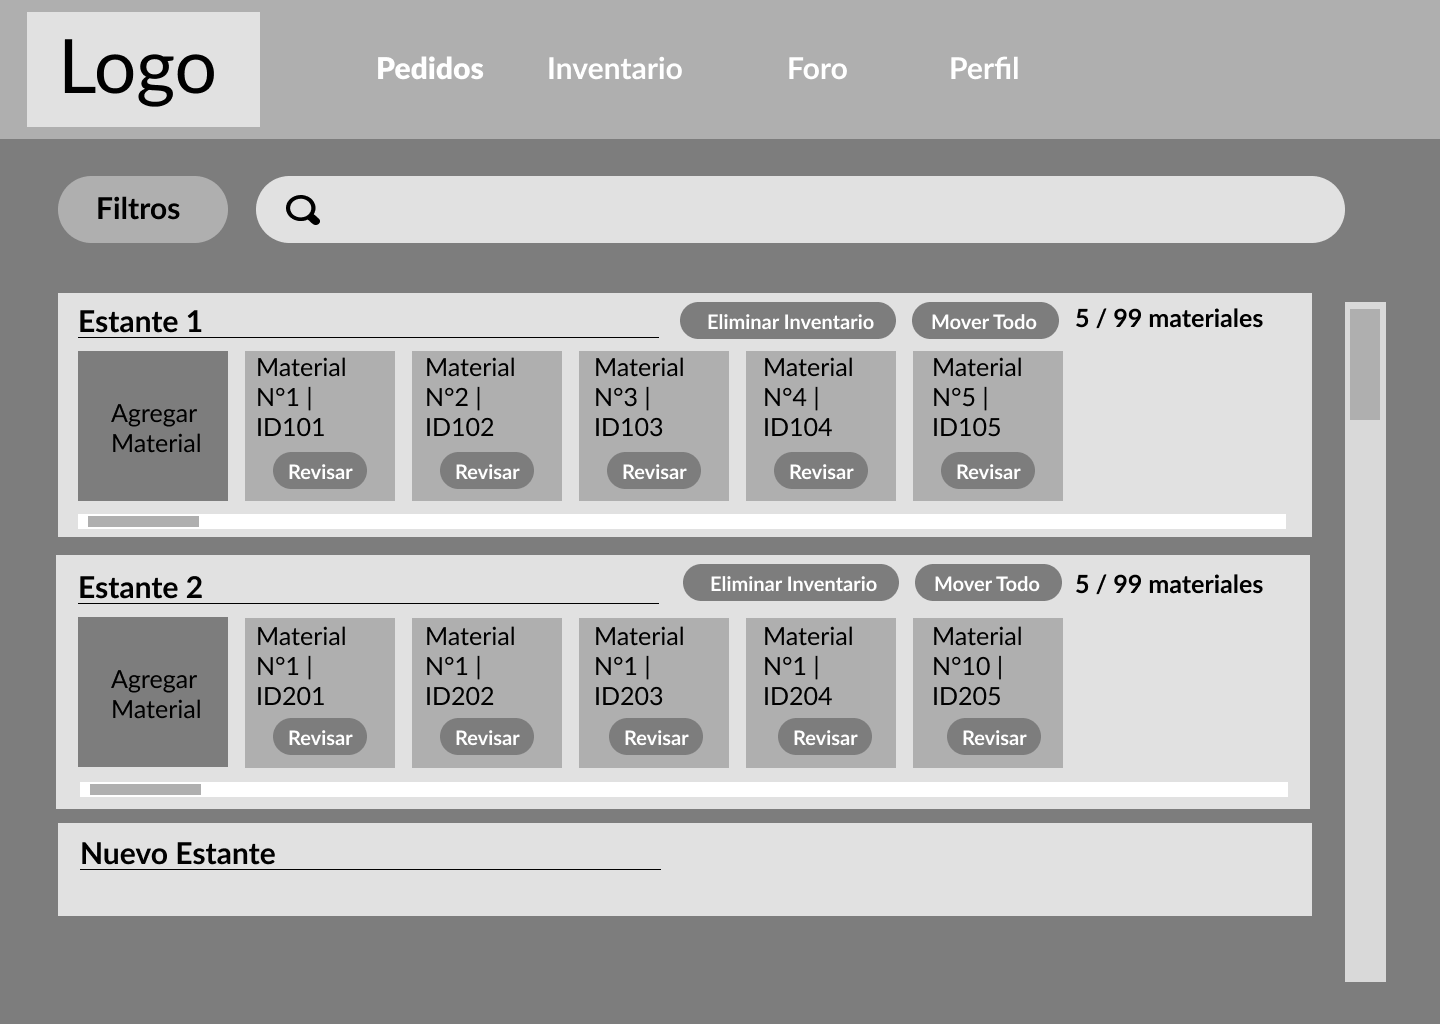 Logo
Pedidos Inventario Foro Perfil
Filtros
Estante 1 Eliminar Inventario Mover Todo 5 / 99 materiales
Agregar
Material
Material
N°1 |
ID101
Revisar
Material
N°2 |
ID102
Revisar
Material
N°3 |
ID103
Revisar
Material
N°4 |
ID104
Revisar
Material
N°5 |
ID105
Revisar
Estante 2 Eliminar Inventario Mover Todo 5 / 99 materiales
Agregar
Material
Material
N°1 |
ID201
Revisar
Material
N°1 |
ID202
Revisar
Material
N°1 |
ID203
Revisar
Material
N°1 |
ID204
Revisar
Material
N°10 |
ID205
Revisar
Nuevo Estante